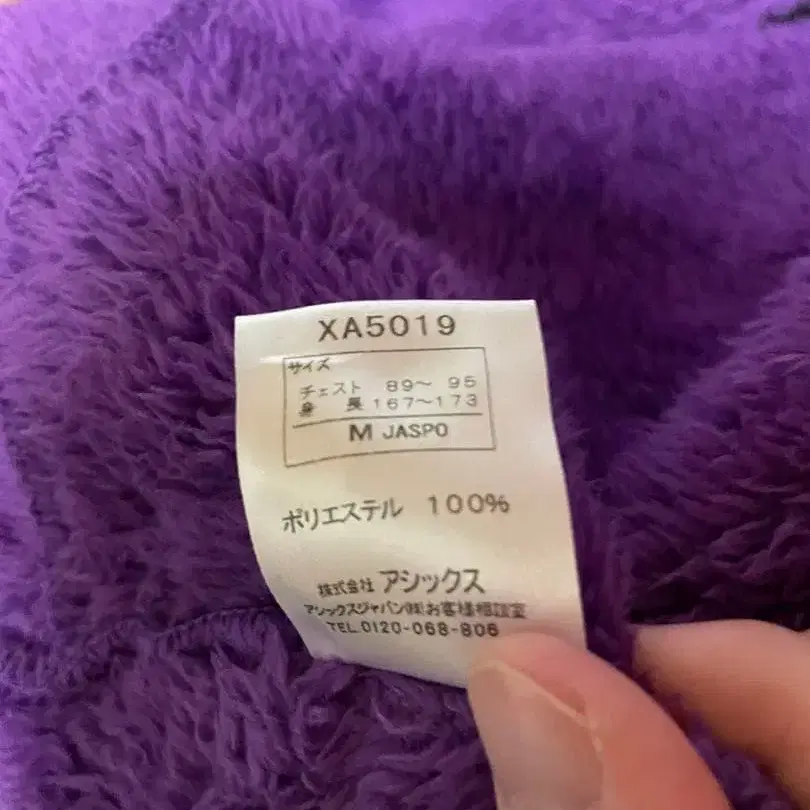 XA5019
サイズ
チェスト 89～ 95
身 長 167～173
M JASPO
ポリエステル 100%
株式会社 アシックス
アシックスジャパン(株)お客様相談室
TEL.0120-068-806